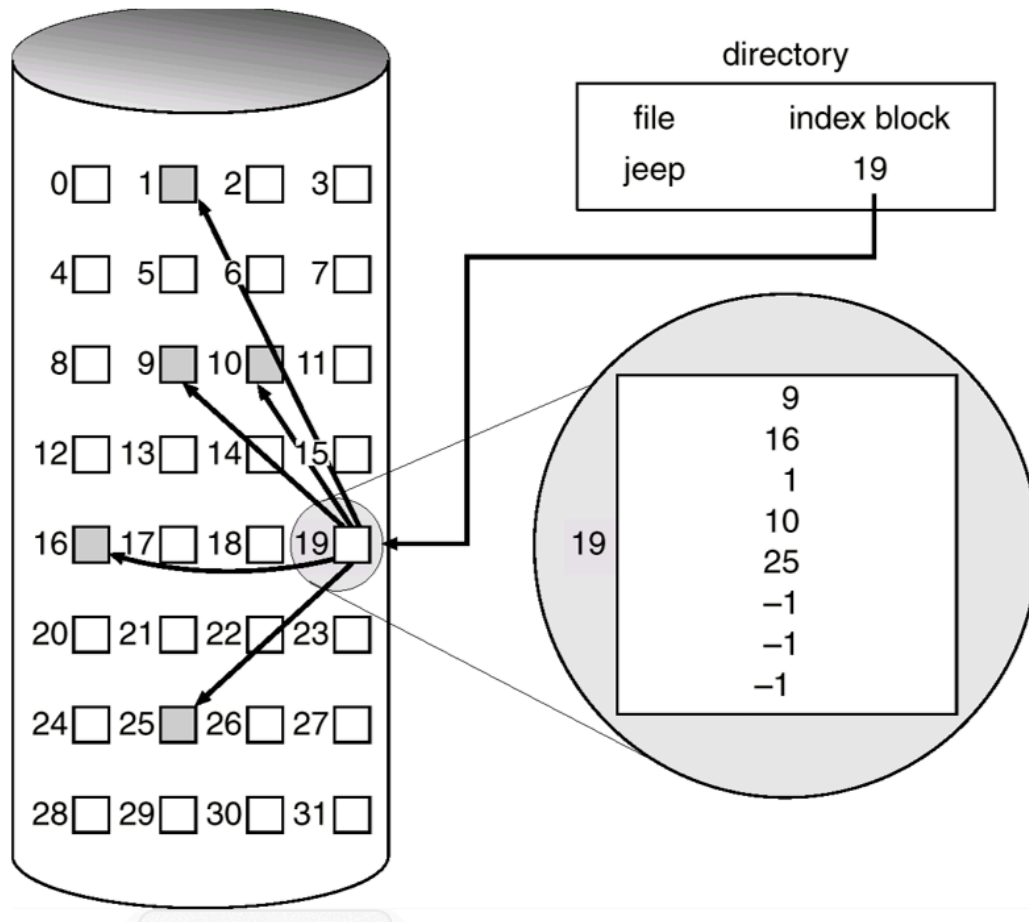 directory
file index block
jeep 19
0 1 2 3
4 5 6 7
8 9 10 11
12 13 14 15
16 17 18 19
20 21 22 23
24 25 26 27
28 29 30 31
19
9
16
1
10
25
–1
–1
–1